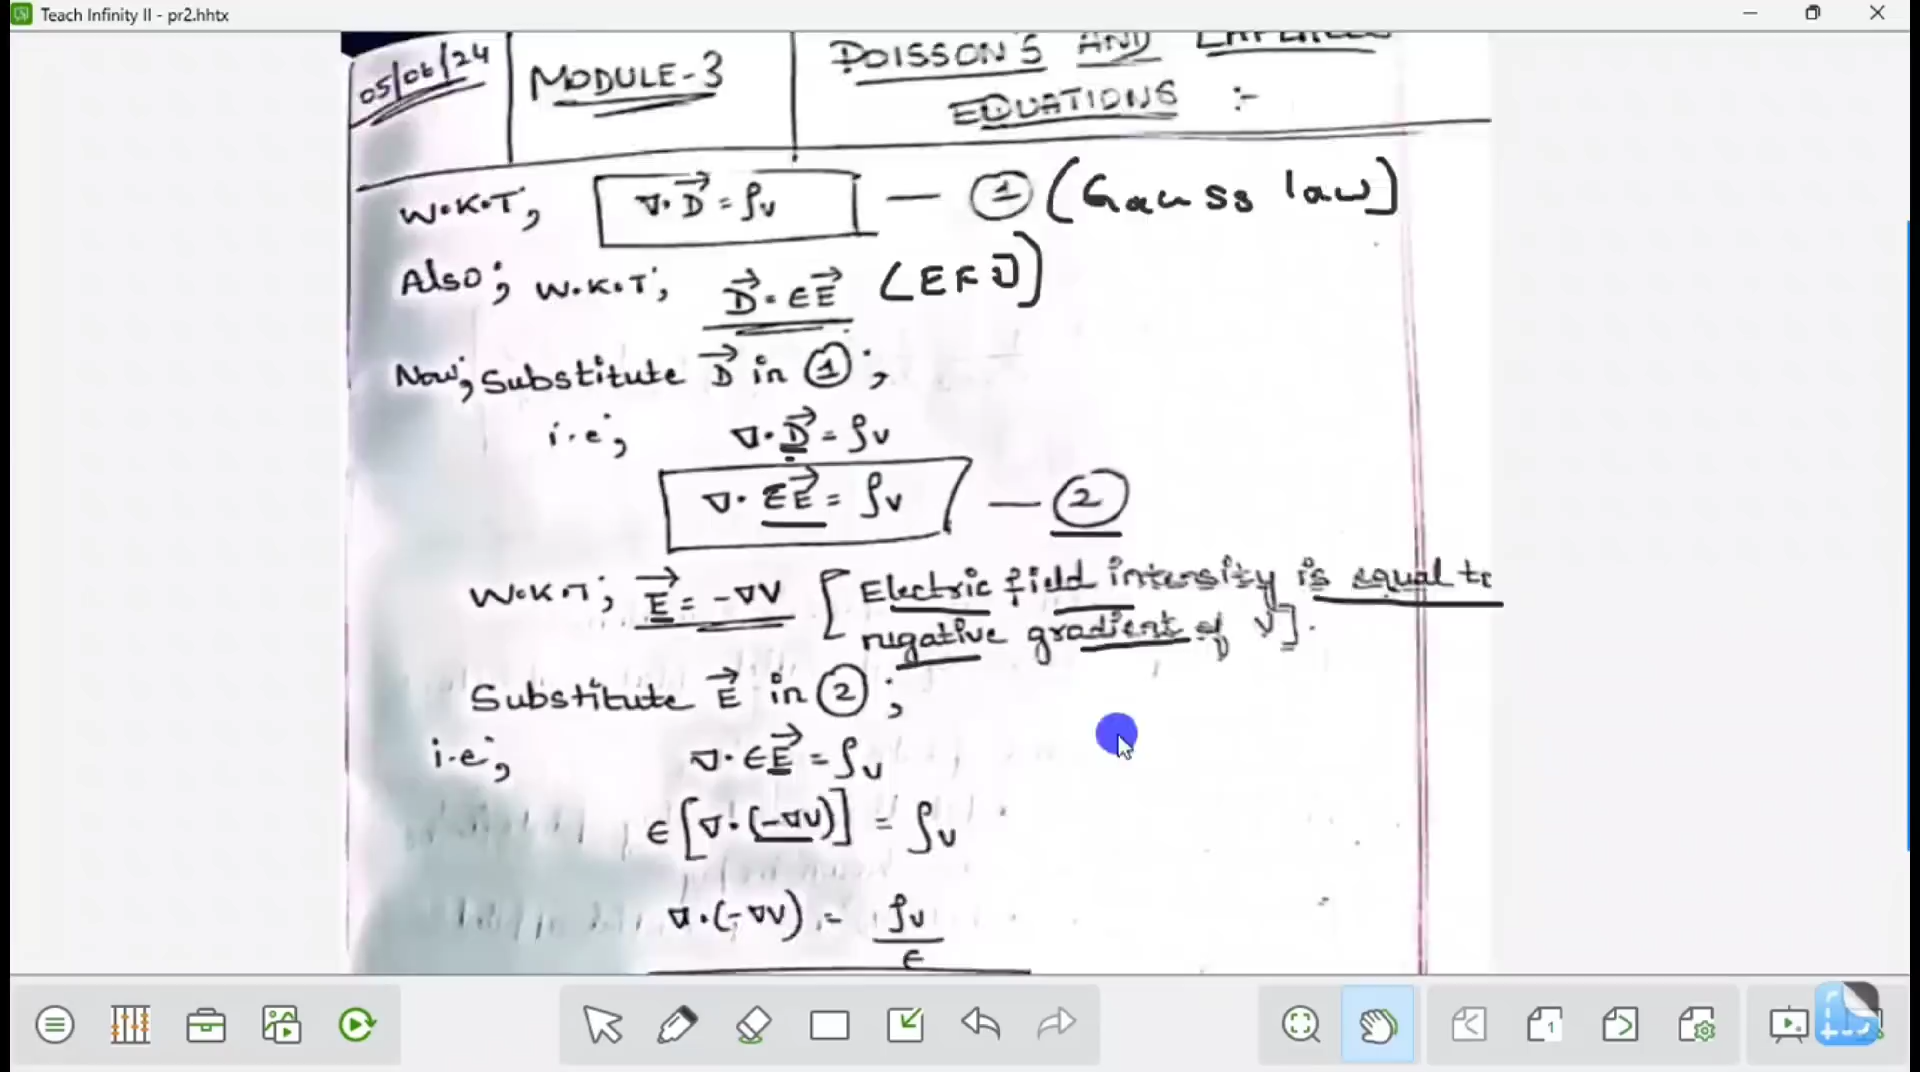 Teach Infinity II - pr2.hhtx
05/06/24
MODULE-3
POISSON'S AND LAPLACE'S
EQUATIONS :-
W.K.T, ∇·D⃗ = ρv — ① (Gauss law)
Also; W.K.T; D⃗ = ϵE⃗ (EFD)
Now; Substitute D⃗ in ①;
i.e; ∇·D⃗ = ρv
∇·ϵE⃗ = ρv — ②
W.K.T; E⃗ = -∇V [Electric field intensity is equal to
negative gradient of V].
Substitute E⃗ in ②;
i.e; ∇·ϵE⃗ = ρv
ϵ[∇·(-∇V)] = ρv
∇·(-∇V) = ρv/ϵ
1